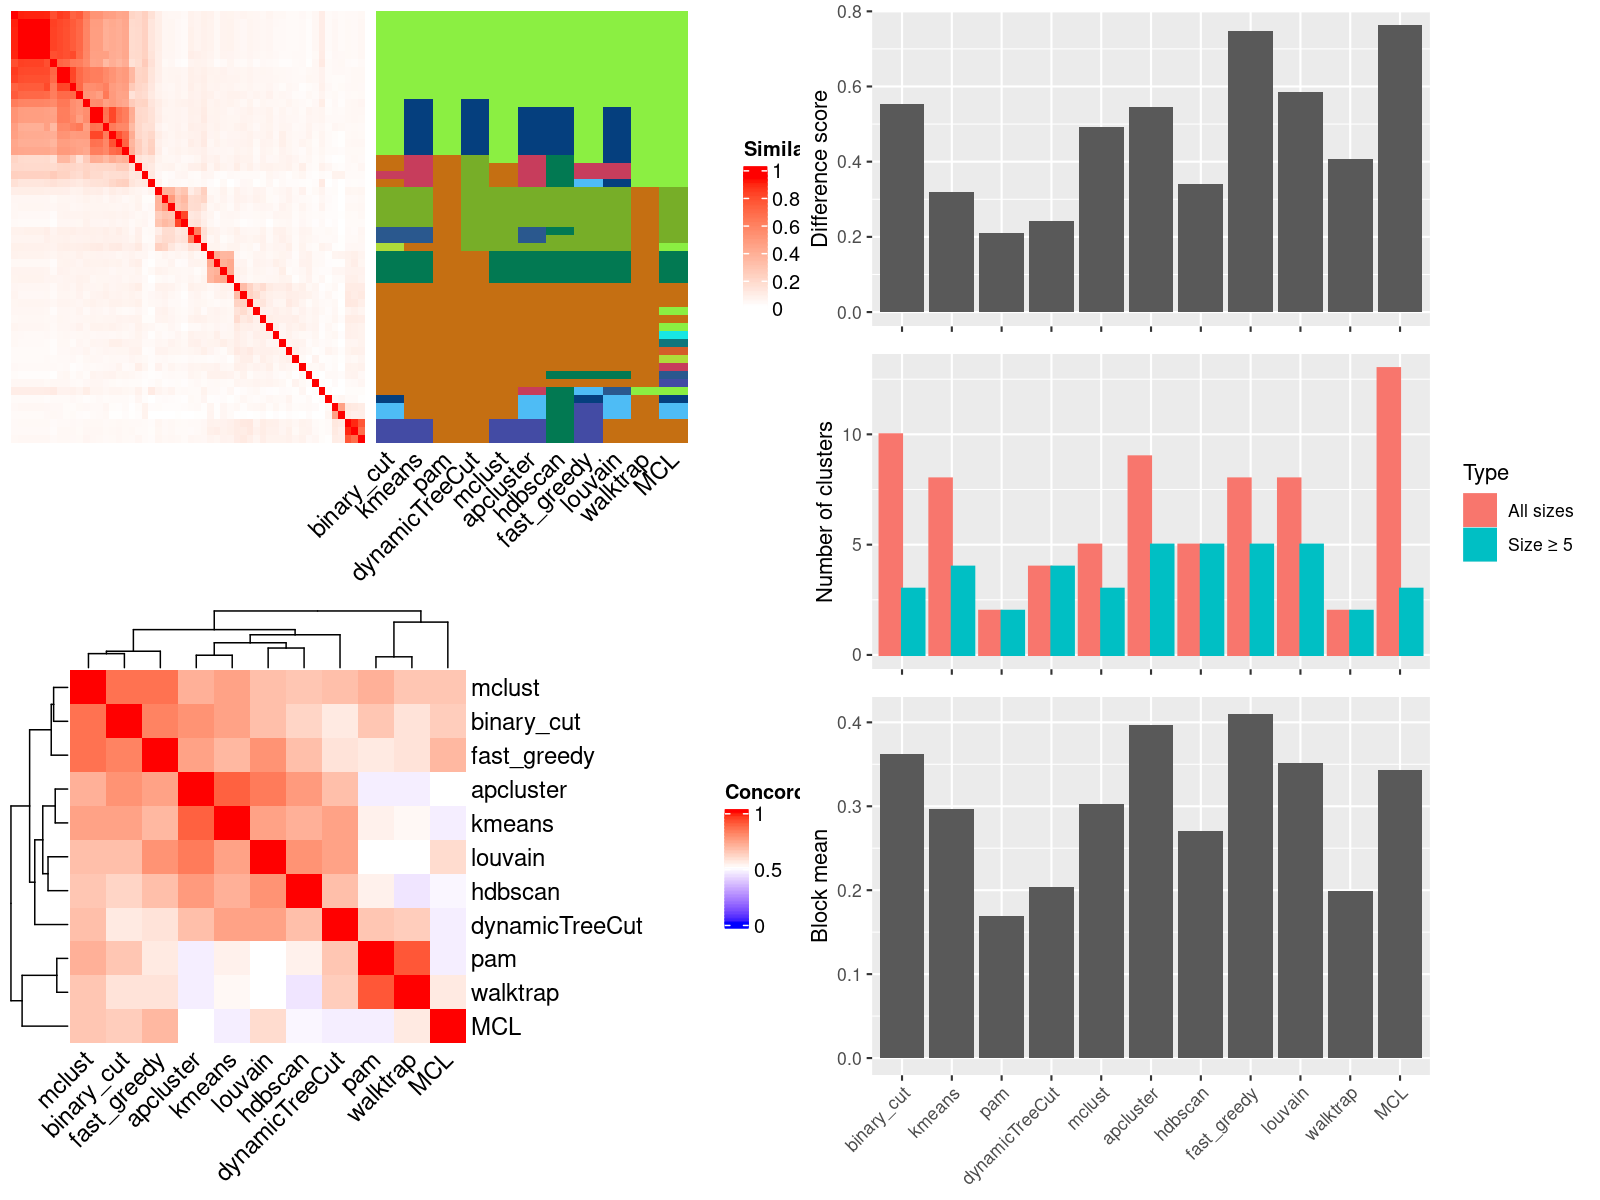 Simila
1
0.8
0.6
0.4
0.2
0
binary_cut
kmeans
pam
dynamicTreeCut
mclust
apcluster
hdbscan
fast_greedy
louvain
walktrap
MCL
mclust
binary_cut
fast_greedy
apcluster
kmeans
louvain
hdbscan
dynamicTreeCut
pam
walktrap
MCL
mclust
binary_cut
fast_greedy
apcluster
kmeans
louvain
hdbscan
dynamicTreeCut
pam
walktrap
MCL
Concord
1
0.5
0
Difference score
0.8
0.6
0.4
0.2
0.0
Number of clusters
10
5
0
Type
All sizes
Size ≥ 5
Block mean
0.4
0.3
0.2
0.1
0.0
binary_cut
kmeans
pam
dynamicTreeCut
mclust
apcluster
hdbscan
fast_greedy
louvain
walktrap
MCL